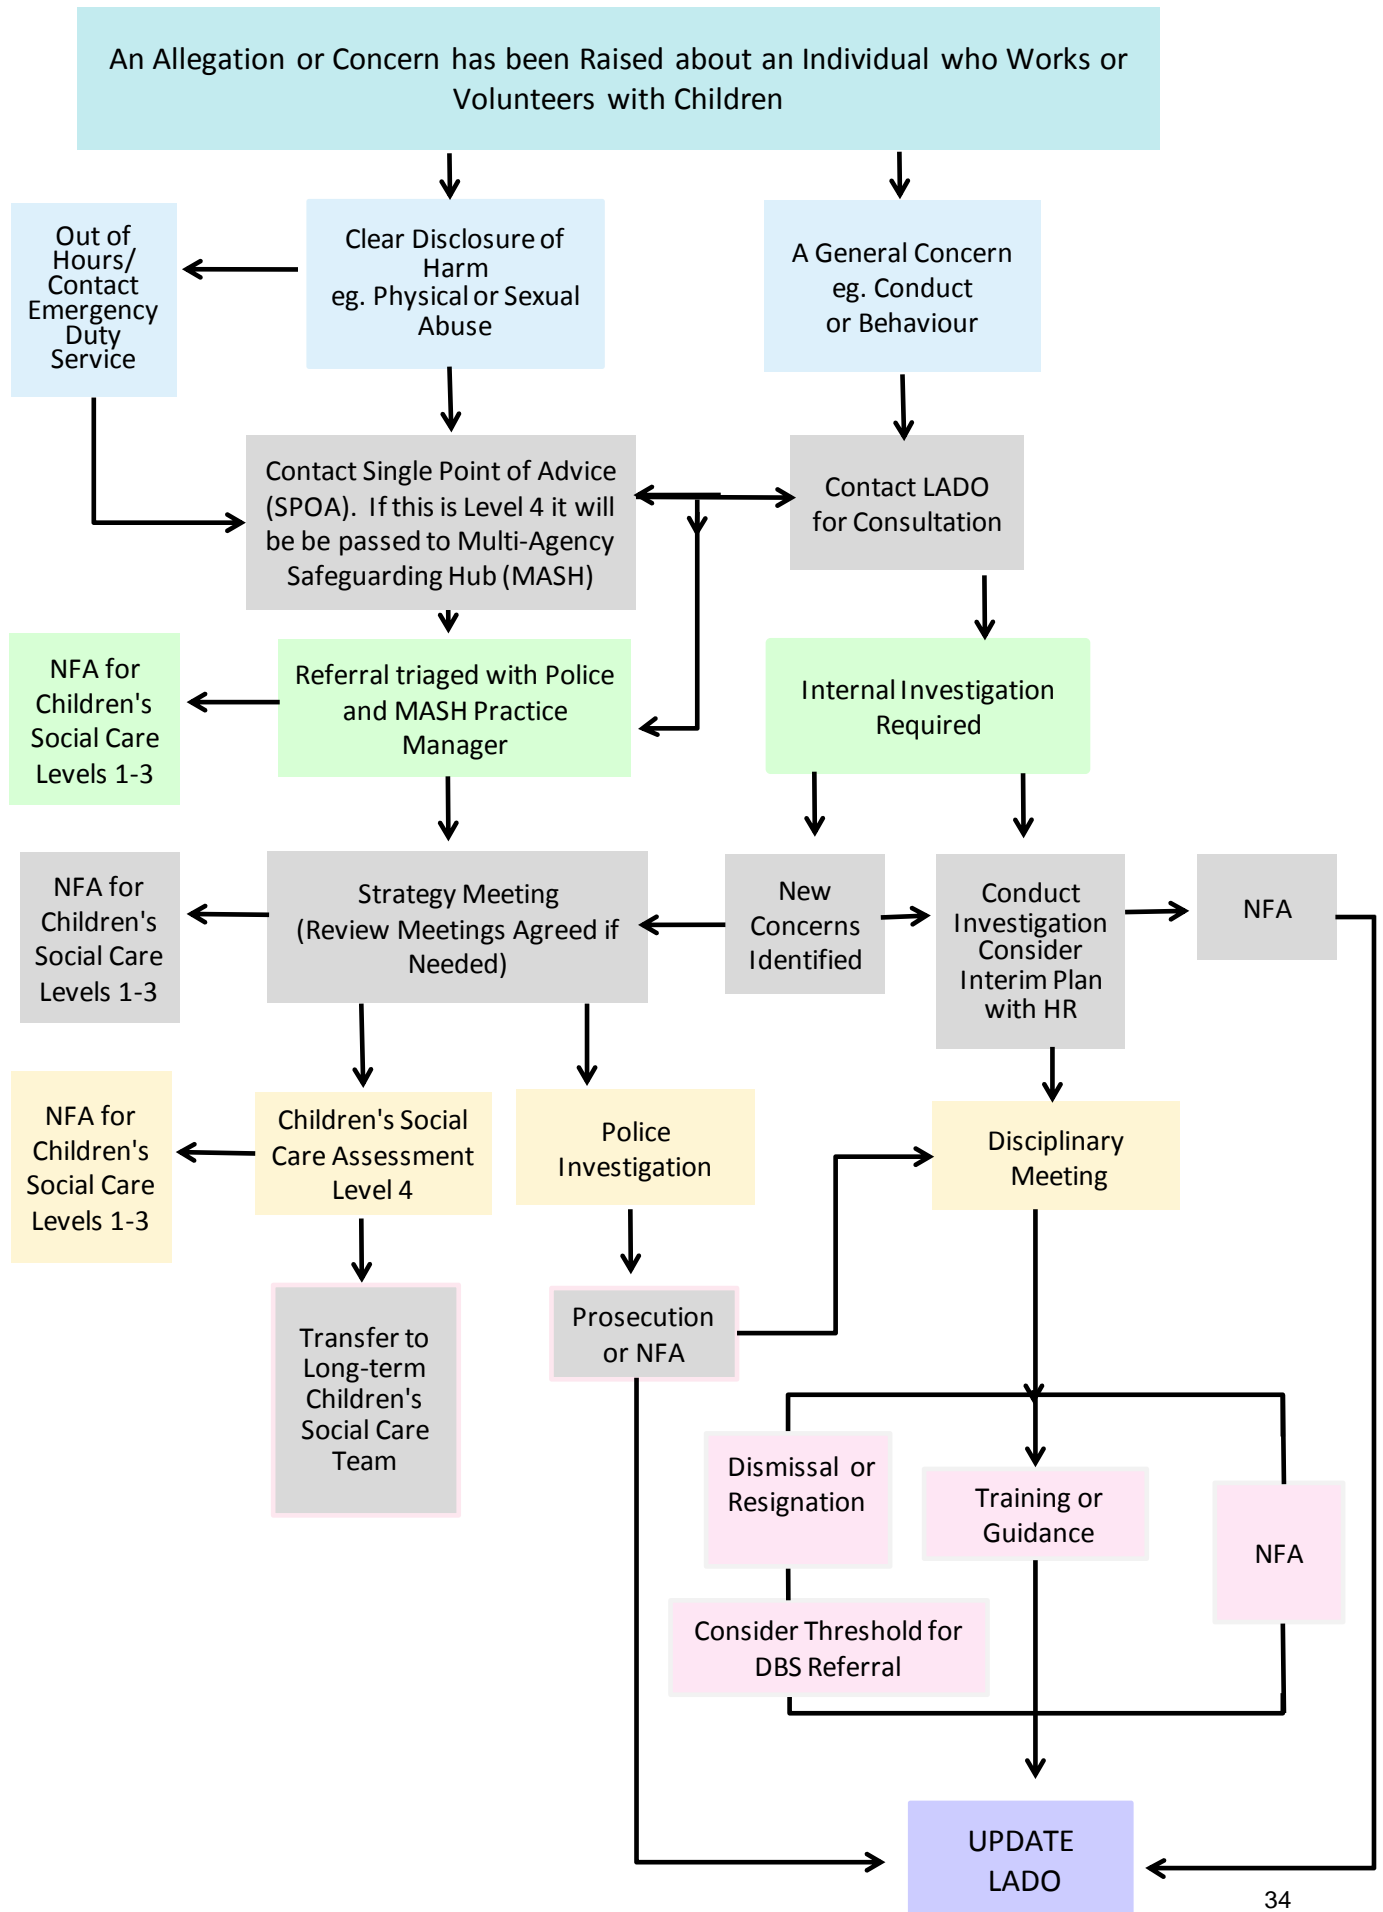 An Allegation or Concern has been Raised about an Individual who Works or
Volunteers with Children
Out of
Hours/
Contact
Emergency
Duty
Service
Clear Disclosure of
Harm
eg. Physical or Sexual
Abuse
A General Concern
eg. Conduct
or Behaviour
Contact Single Point of Advice
(SPOA). If this is Level 4 it will
be be passed to Multi-Agency
Safeguarding Hub (MASH)
Contact LADO
for Consultation
NFA for
Children's
Social Care
Levels 1-3
Referral triaged with Police
and MASH Practice
Manager
Internal Investigation
Required
NFA for
Children's
Social Care
Levels 1-3
Strategy Meeting
(Review Meetings Agreed if
Needed)
New
Concerns
Identified
Conduct
Investigation
Consider
Interim Plan
with HR
NFA
NFA for
Children's
Social Care
Levels 1-3
Children's Social
Care Assessment
Level 4
Police
Investigation
Disciplinary
Meeting
Transfer to
Long-term
Children's
Social Care
Team
Prosecution
or NFA
Dismissal or
Resignation
Training or
Guidance
NFA
Consider Threshold for
DBS Referral
UPDATE
LADO
34